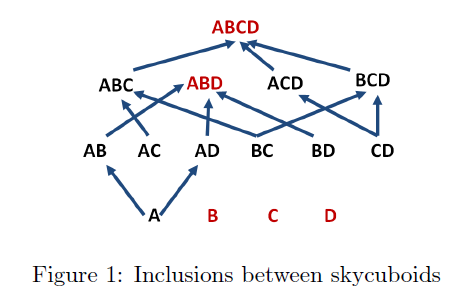 ABCD
ABC ABD ACD BCD
AB AC AD BC BD CD
A B C D
Figure 1: Inclusions between skycuboids